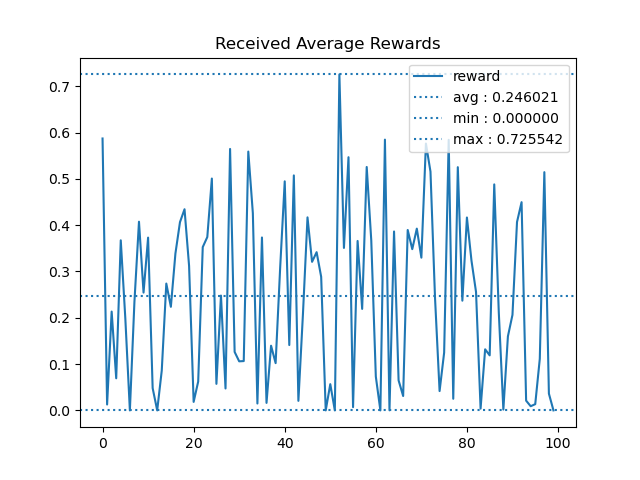 Received Average Rewards
reward
avg : 0.246021
min : 0.000000
max : 0.725542
0.7
0.6
0.5
0.4
0.3
0.2
0.1
0.0
0 20 40 60 80 100